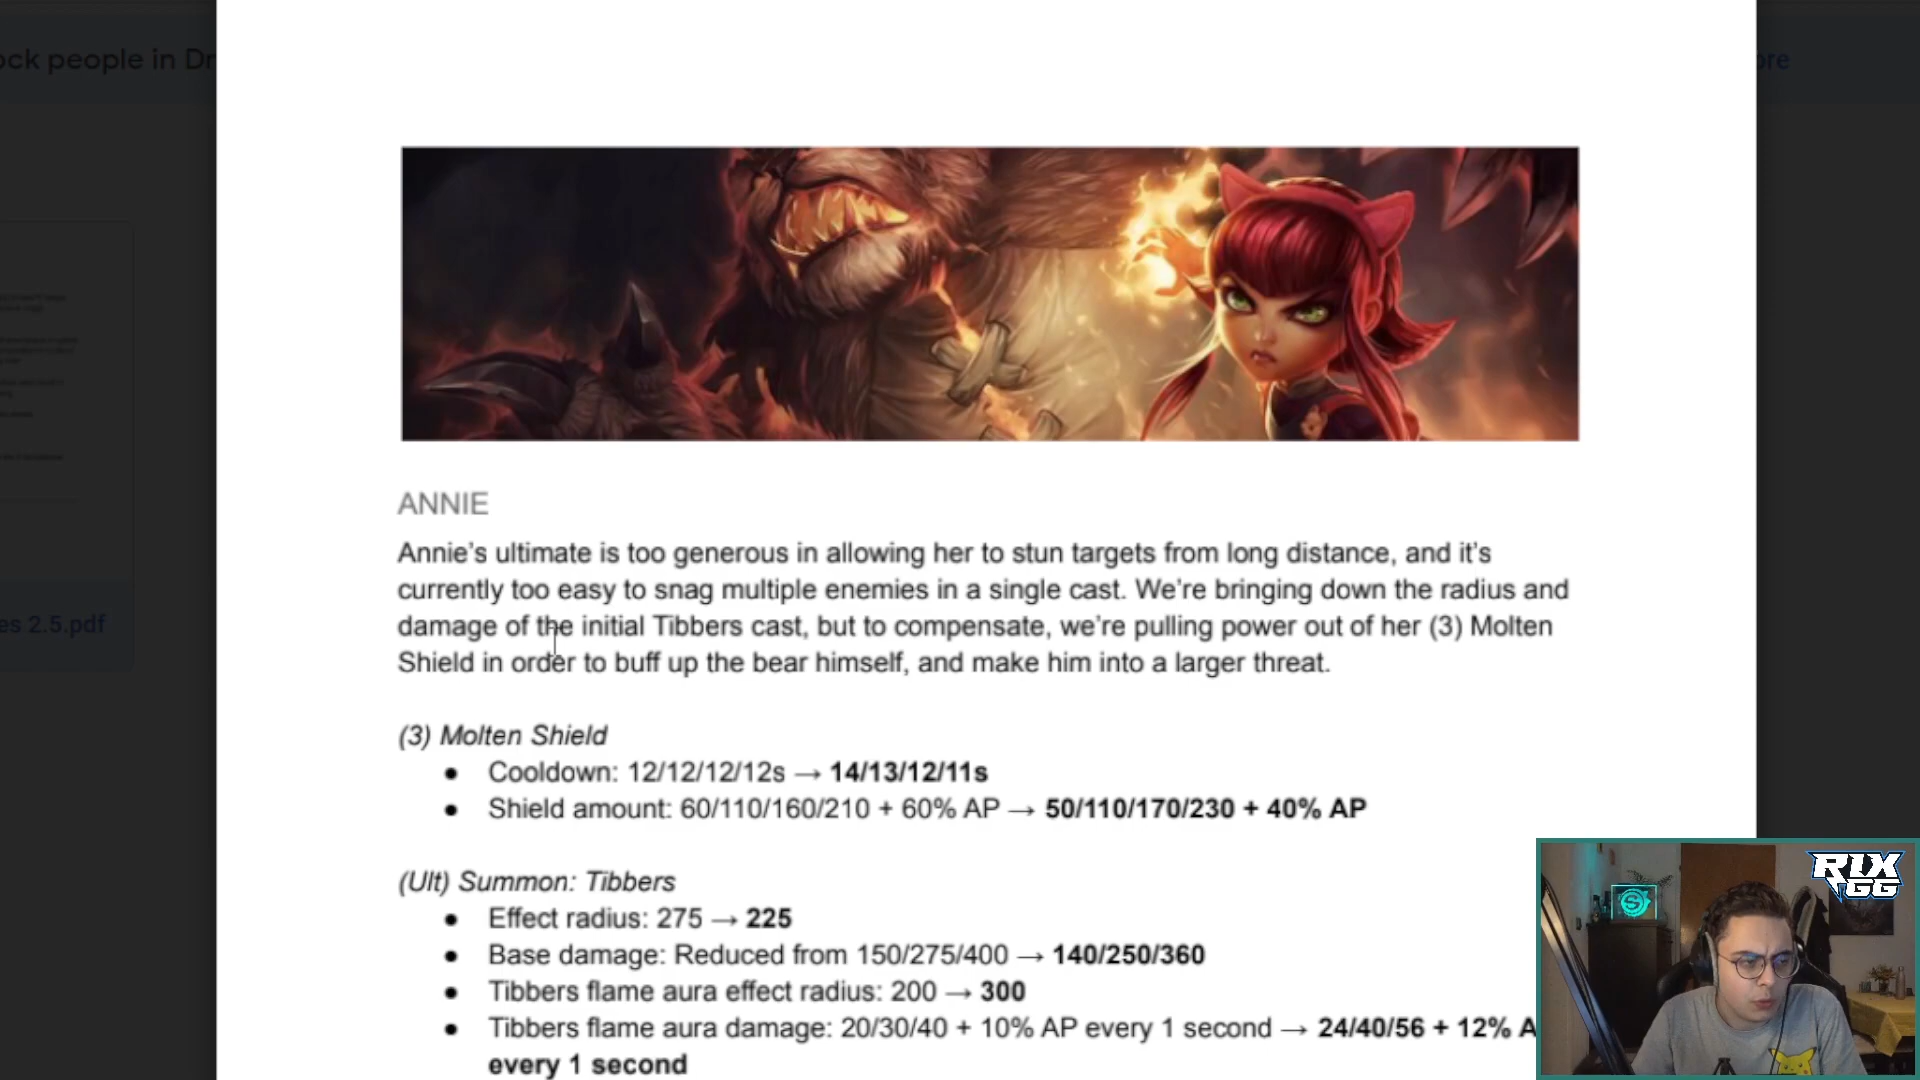 ock people in Dr
ore
ANNIE
Annie’s ultimate is too generous in allowing her to stun targets from long distance, and it’s
currently too easy to snag multiple enemies in a single cast. We’re bringing down the radius and
damage of the initial Tibbers cast, but to compensate, we’re pulling power out of her (3) Molten
Shield in order to buff up the bear himself, and make him into a larger threat.
es 2.5.pdf
(3) Molten Shield
● Cooldown: 12/12/12/12s → 14/13/12/11s
● Shield amount: 60/110/160/210 + 60% AP → 50/110/170/230 + 40% AP
(Ult) Summon: Tibbers
● Effect radius: 275 → 225
● Base damage: Reduced from 150/275/400 → 140/250/360
● Tibbers flame aura effect radius: 200 → 300
● Tibbers flame aura damage: 20/30/40 + 10% AP every 1 second → 24/40/56 + 12% A
every 1 second
RIX
GG